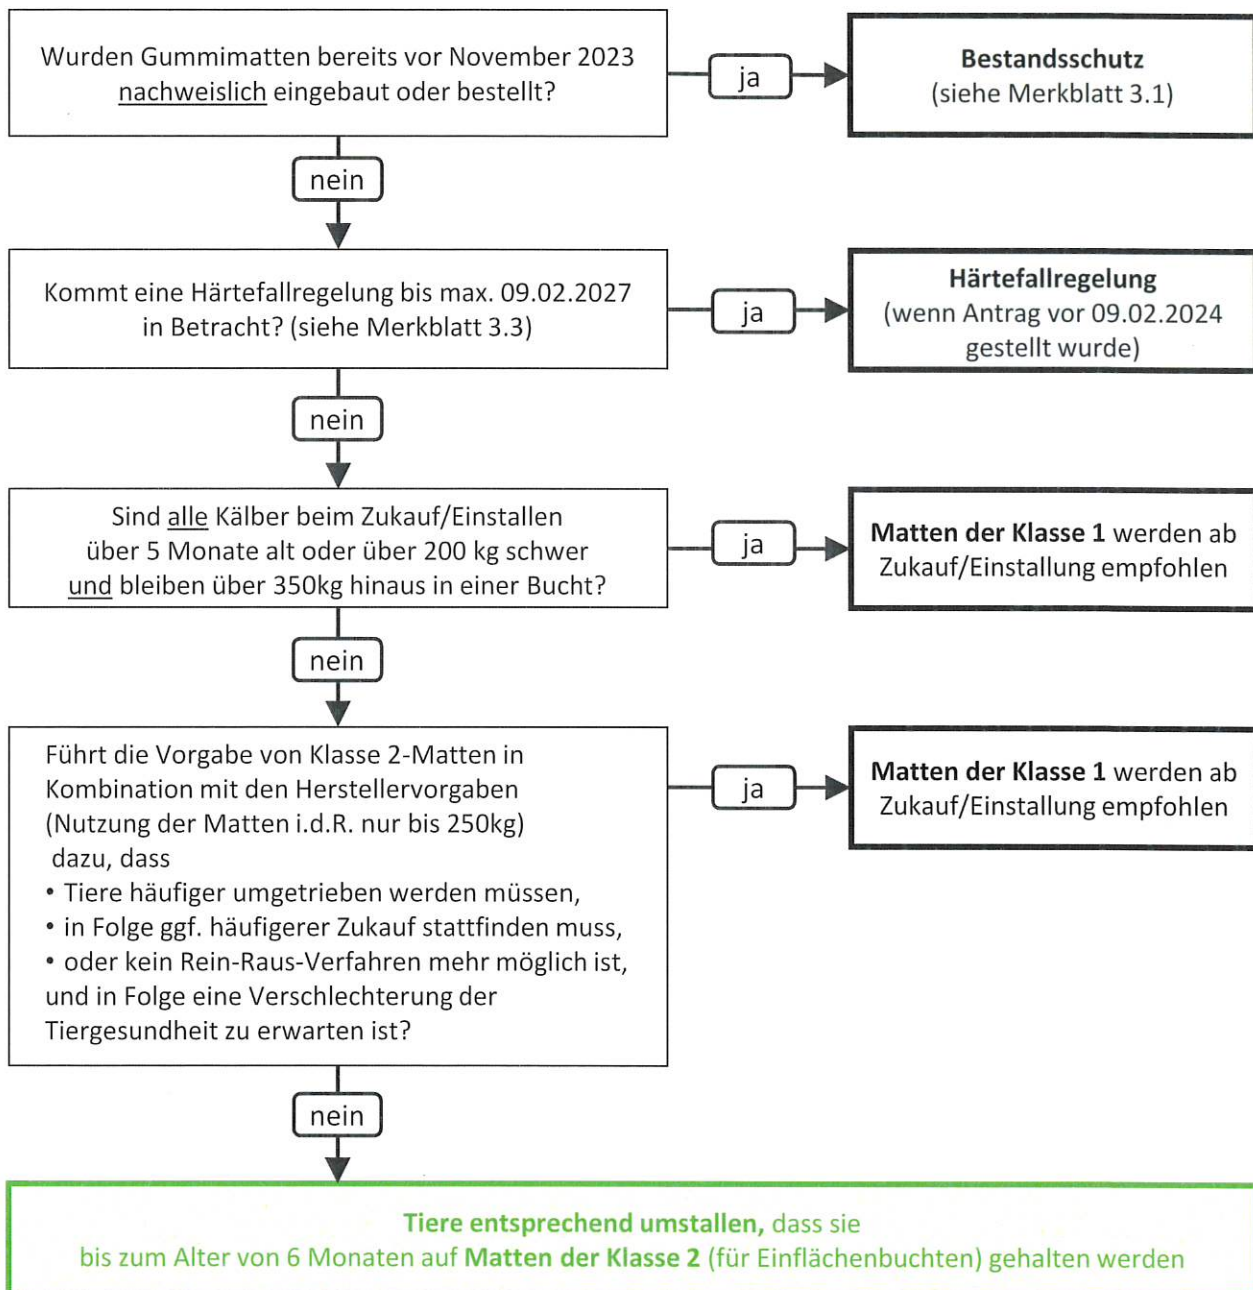 Wurden Gummimatten bereits vor November 2023
nachweislich eingebaut oder bestellt?
ja
Bestandsschutz
(siehe Merkblatt 3.1)
nein
Kommt eine Härtefallregelung bis max. 09.02.2027
in Betracht? (siehe Merkblatt 3.3)
ja
Härtefallregelung
(wenn Antrag vor 09.02.2024
gestellt wurde)
nein
Sind alle Kälber beim Zukauf/Einstallen
über 5 Monate alt oder über 200 kg schwer
und bleiben über 350kg hinaus in einer Bucht?
ja
Matten der Klasse 1 werden ab
Zukauf/Einstallung empfohlen
nein
Führt die Vorgabe von Klasse 2-Matten in
Kombination mit den Herstellervorgaben
(Nutzung der Matten i.d.R. nur bis 250kg)
dazu, dass
• Tiere häufiger umgetrieben werden müssen,
• in Folge ggf. häufigerer Zukauf stattfinden muss,
• oder kein Rein-Raus-Verfahren mehr möglich ist,
und in Folge eine Verschlechterung der
Tiergesundheit zu erwarten ist?
ja
Matten der Klasse 1 werden ab
Zukauf/Einstallung empfohlen
nein
Tiere entsprechend umstallen, dass sie
bis zum Alter von 6 Monaten auf Matten der Klasse 2 (für Einflächenbuchten) gehalten werden